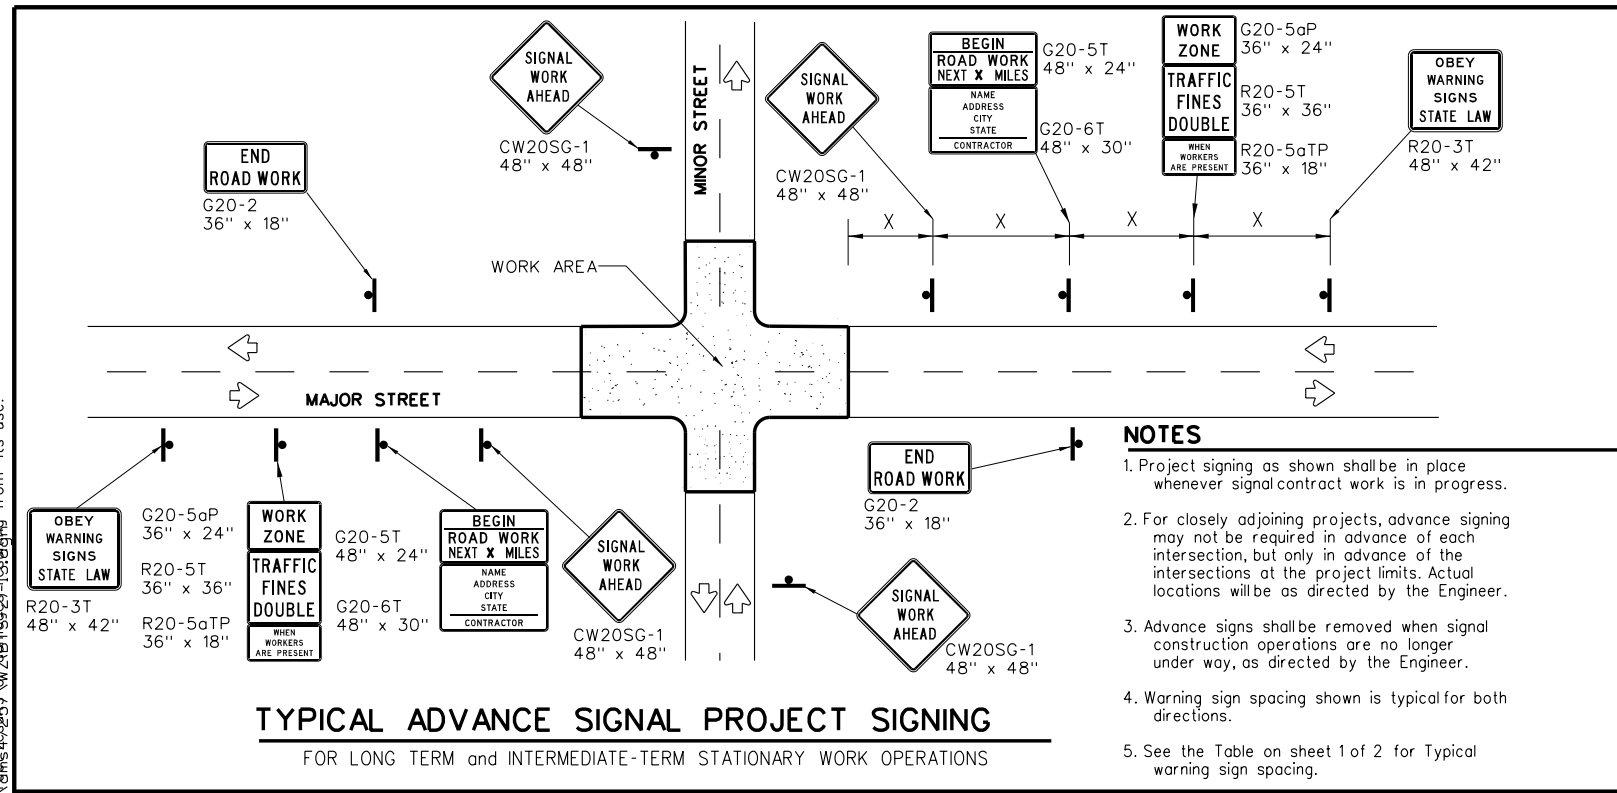 SIGNAL
WORK
AHEAD
CW20SG-1
48" x 48"
MINOR STREET
SIGNAL
WORK
AHEAD
CW20SG-1
48" x 48"
BEGIN
ROAD WORK
NEXT X MILES
NAME
ADDRESS
CITY
STATE
CONTRACTOR
G20-5T
48" x 24"
G20-6T
48" x 30"
WORK
ZONE
TRAFFIC
FINES
DOUBLE
WHEN
WORKERS
ARE PRESENT
G20-5aP
36" x 24"
R20-5T
36" x 36"
R20-5aTP
36" x 18"
OBEY
WARNING
SIGNS
STATE LAW
R20-3T
48" x 42"
END
ROAD WORK
G20-2
36" x 18"
X
X
X
X
WORK AREA
MAJOR STREET
OBEY
WARNING
SIGNS
STATE LAW
R20-3T
48" x 42"
G20-5aP
36" x 24"
R20-5T
36" x 36"
R20-5aTP
36" x 18"
WORK
ZONE
TRAFFIC
FINES
DOUBLE
WHEN
WORKERS
ARE PRESENT
G20-5T
48" x 24"
G20-6T
48" x 30"
BEGIN
ROAD WORK
NEXT X MILES
NAME
ADDRESS
CITY
STATE
CONTRACTOR
SIGNAL
WORK
AHEAD
CW20SG-1
48" x 48"
END
ROAD WORK
G20-2
36" x 18"
SIGNAL
WORK
AHEAD
CW20SG-1
48" x 48"
NOTES
1. Project signing as shown shall be in place
whenever signal contract work is in progress.
2. For closely adjoining projects, advance signing
may not be required in advance of each
intersection, but only in advance of the
intersections at the project limits. Actual
locations will be as directed by the Engineer.
3. Advance signs shall be removed when signal
construction operations are no longer
under way, as directed by the Engineer.
4. Warning sign spacing shown is typical for both
directions.
5. See the Table on sheet 1 of 2 for Typical
warning sign spacing.
TYPICAL ADVANCE SIGNAL PROJECT SIGNING
FOR LONG TERM and INTERMEDIATE-TERM STATIONARY WORK OPERATIONS
from its use.